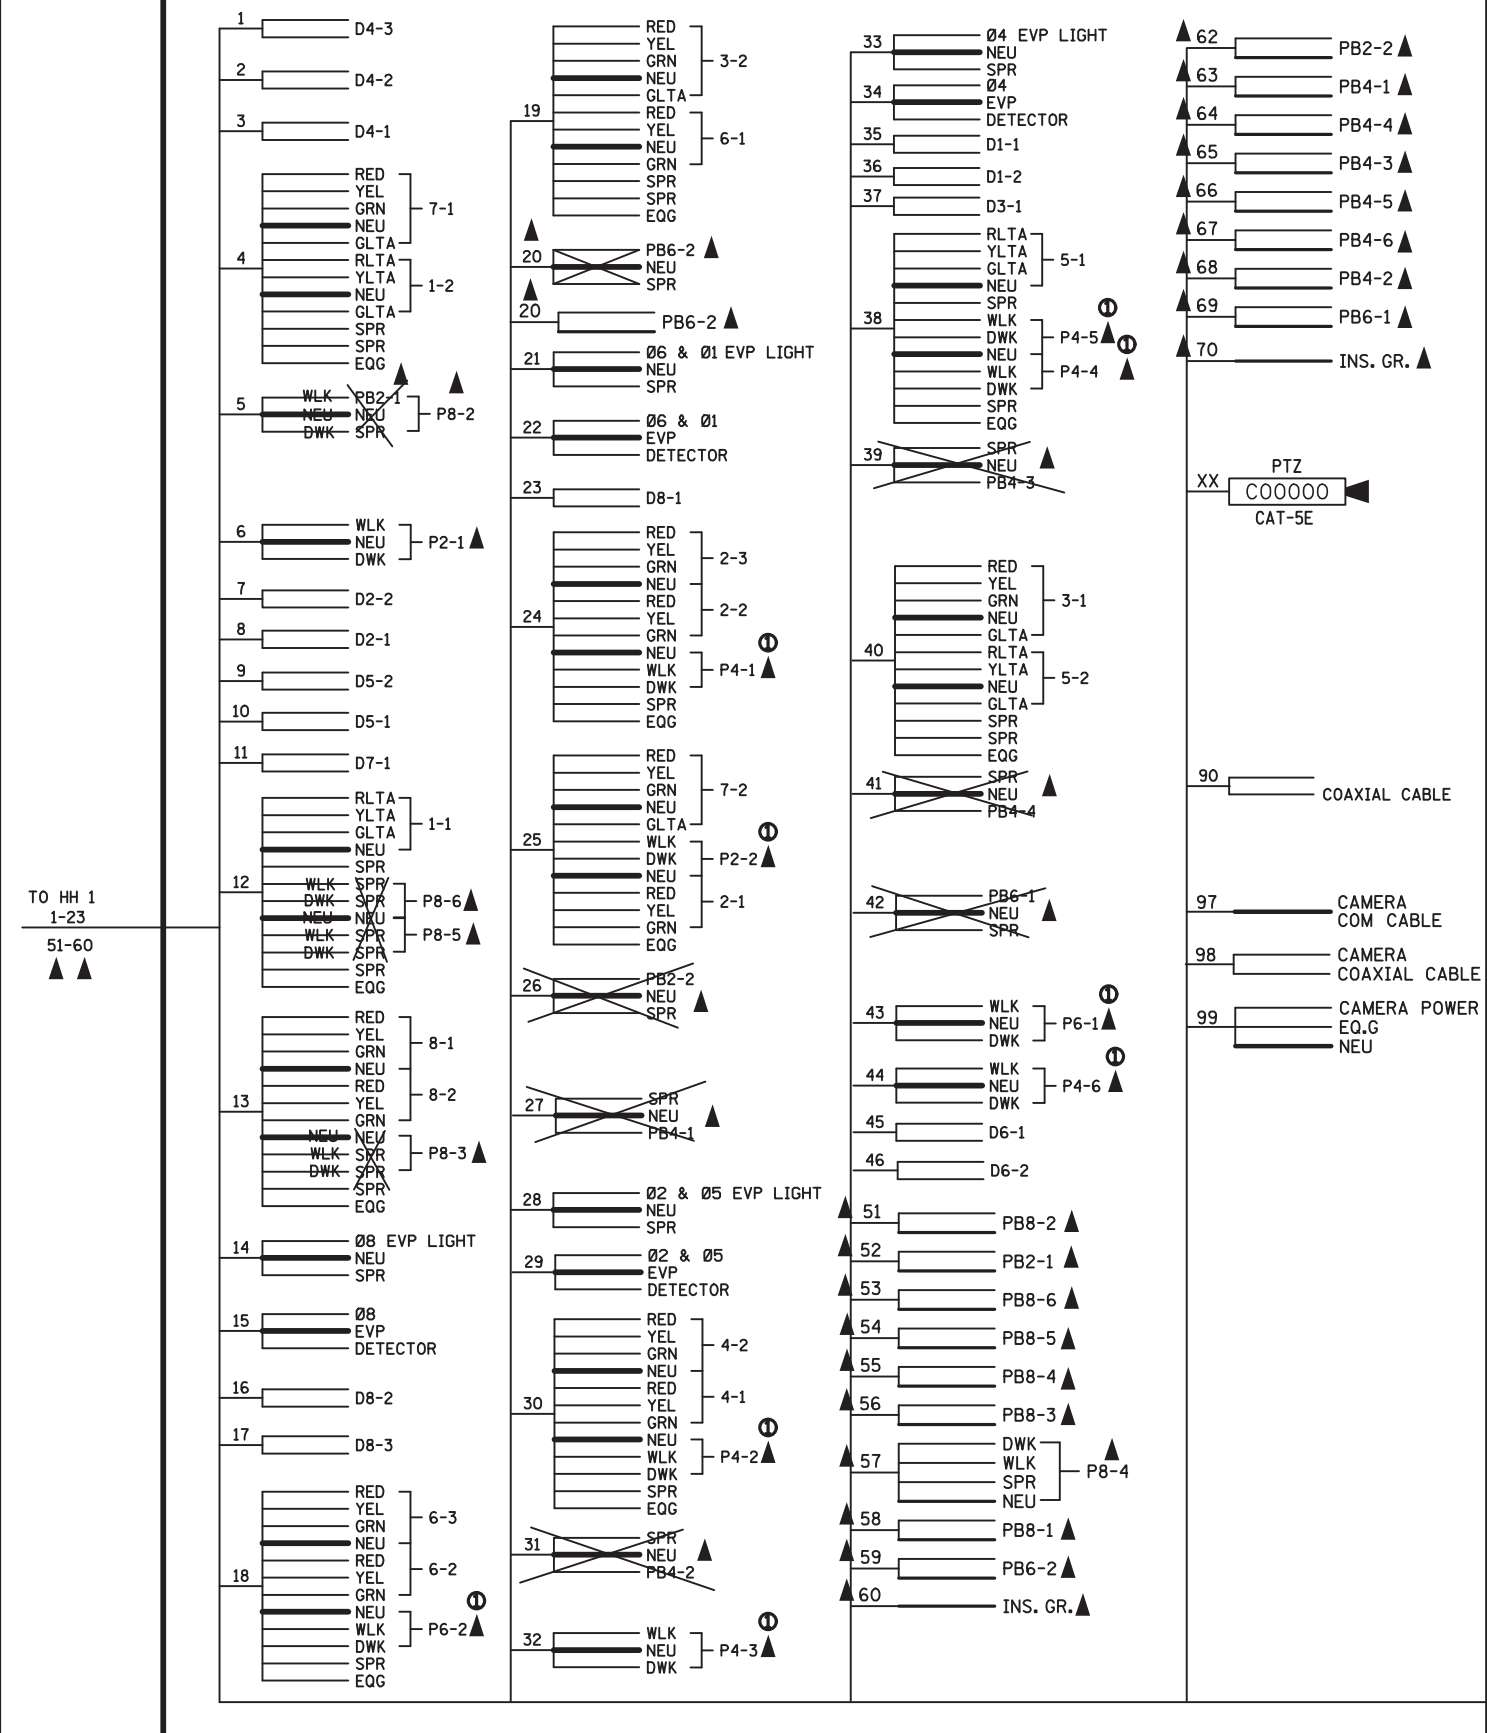 TO HH 1
1-23
51-60
1
D4-3
2
D4-2
3
D4-1
4
RED
YEL
GRN
NEU
GLTA
7-1
RLTA
YLTA
NEU
GLTA
1-2
SPR
SPR
EQG
5
WLK PB2-1
NEU NEU
DWK SPR
P8-2
6
WLK
NEU
DWK
P2-1
7
D2-2
8
D2-1
9
D5-2
10
D5-1
11
D7-1
12
RLTA
YLTA
GLTA
NEU
1-1
SPR
WLK SPR
DWK SPR
P8-6
NEU NEU
WLK SPR
DWK SPR
P8-5
SPR
EQG
13
RED
YEL
GRN
8-1
NEU
RED
YEL
GRN
8-2
NEU NEU
WLK SPR
DWK SPR
P8-3
SPR
EQG
14
Ø8 EVP LIGHT
NEU
SPR
15
Ø8
EVP
DETECTOR
16
D8-2
17
D8-3
18
RED
YEL
GRN
6-3
NEU
RED
YEL
GRN
6-2
NEU
WLK
DWK
P6-2
1
SPR
EQG
19
RED
YEL
GRN
NEU
GLTA
3-2
RED
YEL
NEU
GRN
6-1
SPR
SPR
EQG
20
PB6-2
NEU
SPR
20
PB6-2
21
Ø6 & Ø1 EVP LIGHT
NEU
SPR
22
Ø6 & Ø1
EVP
DETECTOR
23
D8-1
24
RED
YEL
GRN
2-3
NEU
RED
YEL
GRN
2-2
NEU
WLK
DWK
P4-1
1
SPR
EQG
25
RED
YEL
GRN
NEU
GLTA
7-2
WLK
DWK
P2-2
1
NEU
RED
YEL
GRN
2-1
EQG
26
PB2-2
NEU
SPR
27
SPR
NEU
PB4-1
28
Ø2 & Ø5 EVP LIGHT
NEU
SPR
29
Ø2 & Ø5
EVP
DETECTOR
30
RED
YEL
GRN
4-2
NEU
RED
YEL
GRN
4-1
NEU
WLK
DWK
P4-2
1
SPR
EQG
31
SPR
NEU
PB4-2
32
WLK
NEU
DWK
P4-3
1
33
Ø4 EVP LIGHT
NEU
SPR
34
Ø4
EVP
DETECTOR
35
D1-1
36
D1-2
37
D3-1
38
RLTA
YLTA
GLTA
NEU
5-1
SPR
WLK
DWK
P4-5
1
NEU
WLK
DWK
P4-4
1
SPR
EQG
39
SPR
NEU
PB4-3
40
RED
YEL
GRN
NEU
GLTA
3-1
RLTA
YLTA
NEU
GLTA
5-2
SPR
SPR
EQG
41
SPR
NEU
PB4-4
42
PB6-1
NEU
SPR
43
WLK
NEU
DWK
P6-1
1
44
WLK
NEU
DWK
P4-6
1
45
D6-1
46
D6-2
51
PB8-2
52
PB2-1
53
PB8-6
54
PB8-5
55
PB8-4
56
PB8-3
57
DWK
WLK
SPR
NEU
P8-4
58
PB8-1
59
PB6-2
60
INS. GR.
62
PB2-2
63
PB4-1
64
PB4-4
65
PB4-3
66
PB4-5
67
PB4-6
68
PB4-2
69
PB6-1
70
INS. GR.
XX
PTZ
C00000
CAT-5E
90
COAXIAL CABLE
97
CAMERA
COM CABLE
98
CAMERA
COAXIAL CABLE
99
CAMERA POWER
EQ.G
NEU